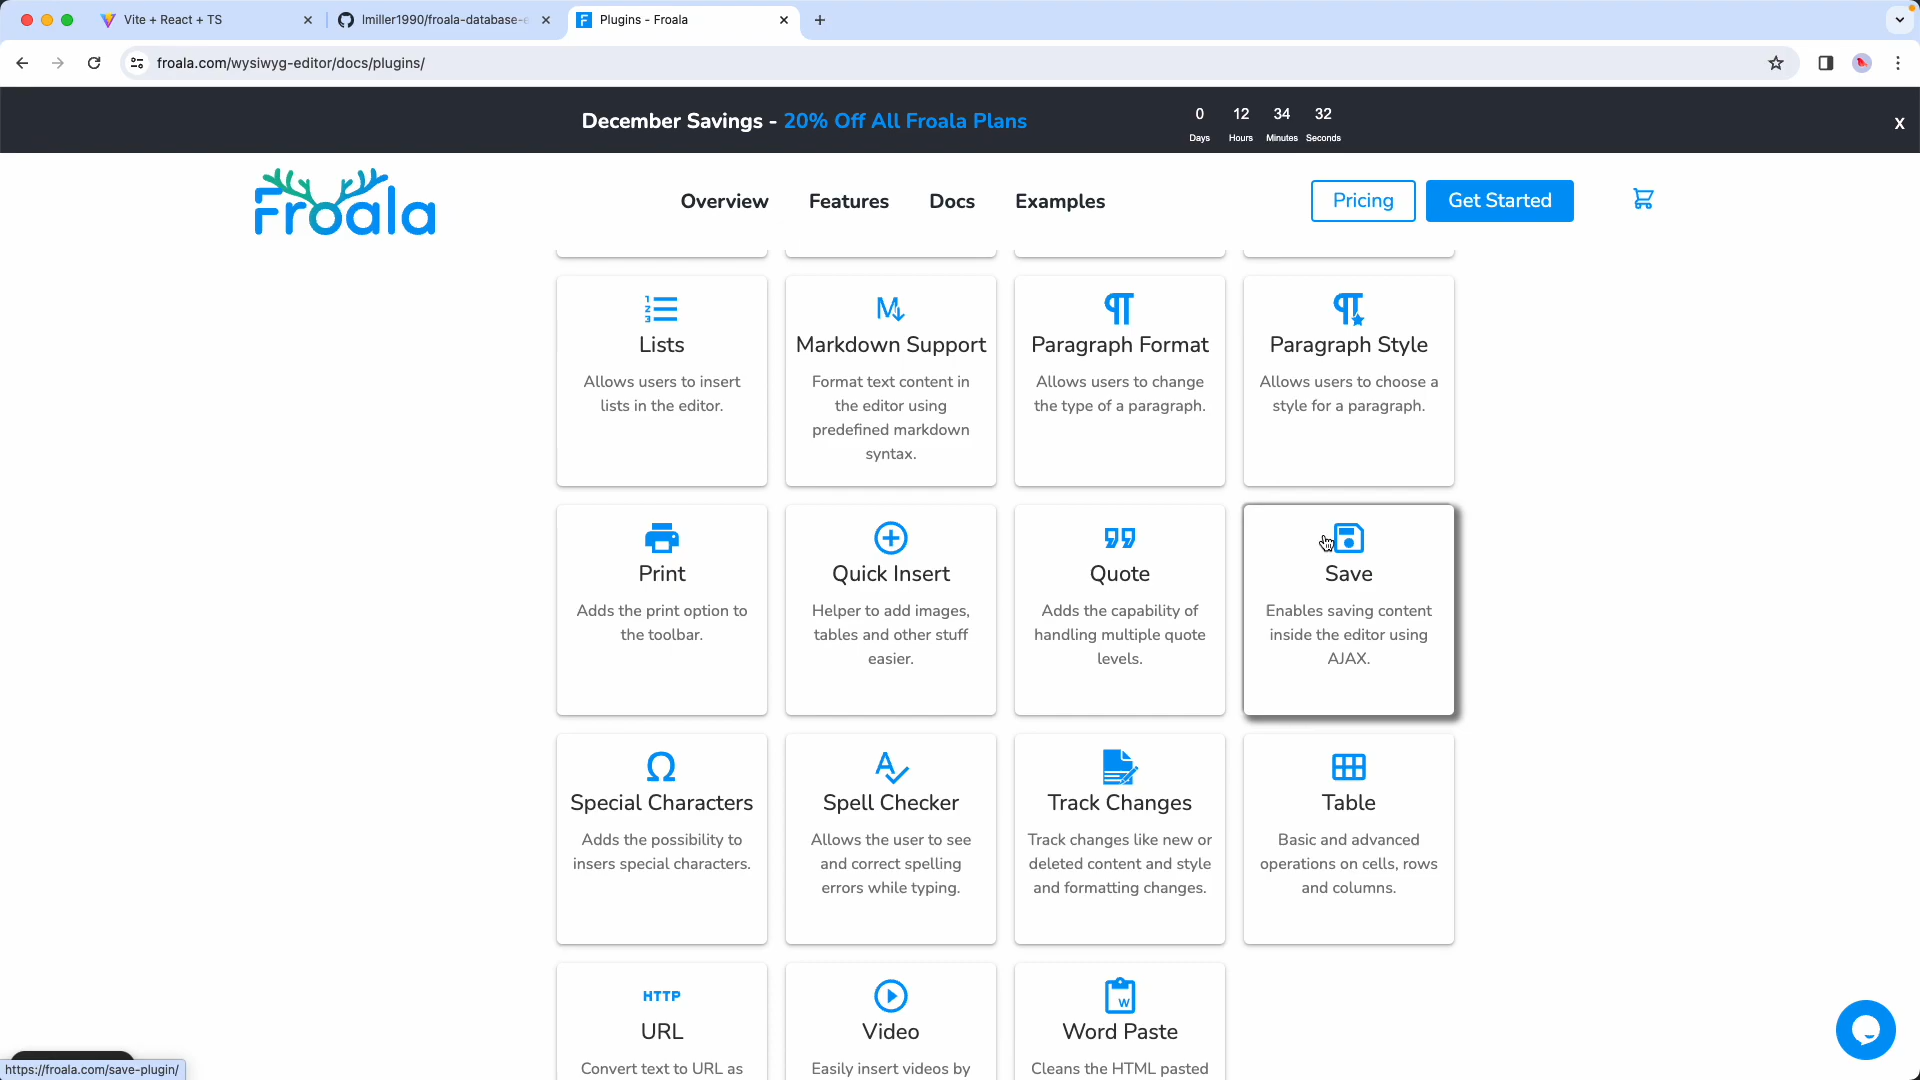 Vite + React + TS
lmiller1990/froala-database-e
Plugins - Froala
froala.com/wysiwyg-editor/docs/plugins/
December Savings - 20% Off All Froala Plans
0 12 34 32
Days Hours Minutes Seconds
X
Froala
Overview
Features
Docs
Examples
Pricing
Get Started
1
2
3
Lists
Allows users to insert
lists in the editor.
M
Markdown Support
Format text content in
the editor using
predefined markdown
syntax.
Paragraph Format
Allows users to change
the type of a paragraph.
Paragraph Style
Allows users to choose a
style for a paragraph.
Print
Adds the print option to
the toolbar.
Quick Insert
Helper to add images,
tables and other stuff
easier.
Quote
Adds the capability of
handling multiple quote
levels.
Save
Enables saving content
inside the editor using
AJAX.
Ω
Special Characters
Adds the possibility to
insers special characters.
A
Spell Checker
Allows the user to see
and correct spelling
errors while typing.
Track Changes
Track changes like new or
deleted content and style
and formatting changes.
Table
Basic and advanced
operations on cells, rows
and columns.
HTTP
URL
Convert text to URL as
Video
Easily insert videos by
W
Word Paste
Cleans the HTML pasted
https://froala.com/save-plugin/